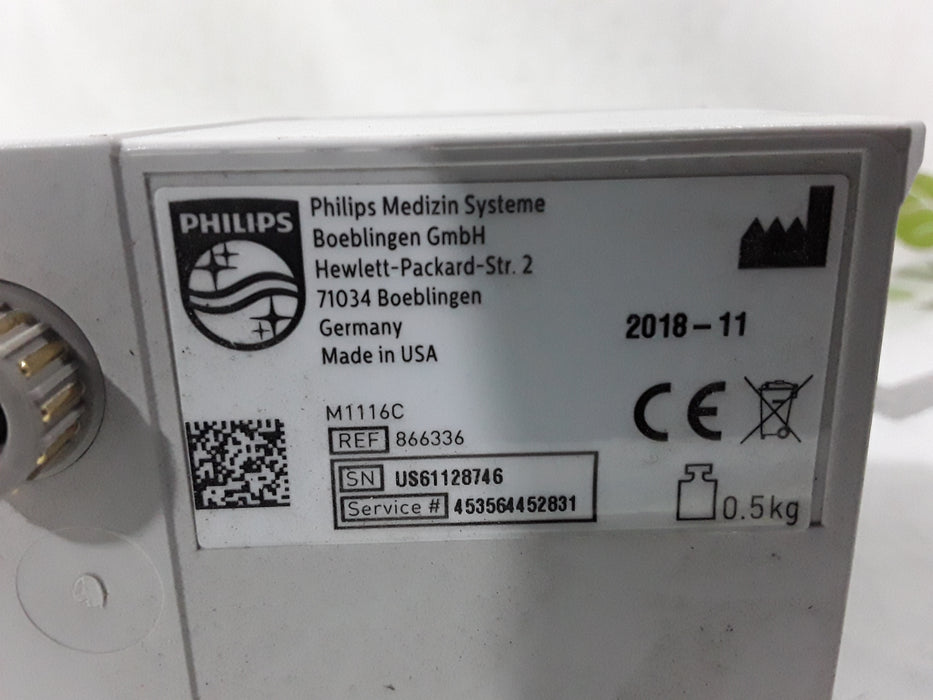 PHILIPS
Philips Medizin Systeme
Boeblingen GmbH
Hewlett-Packard-Str. 2
71034 Boeblingen
Germany
Made in USA
2018-11
M1116C
REF 866336
SN US61128746
Service # 453564452831
CE
0.5kg